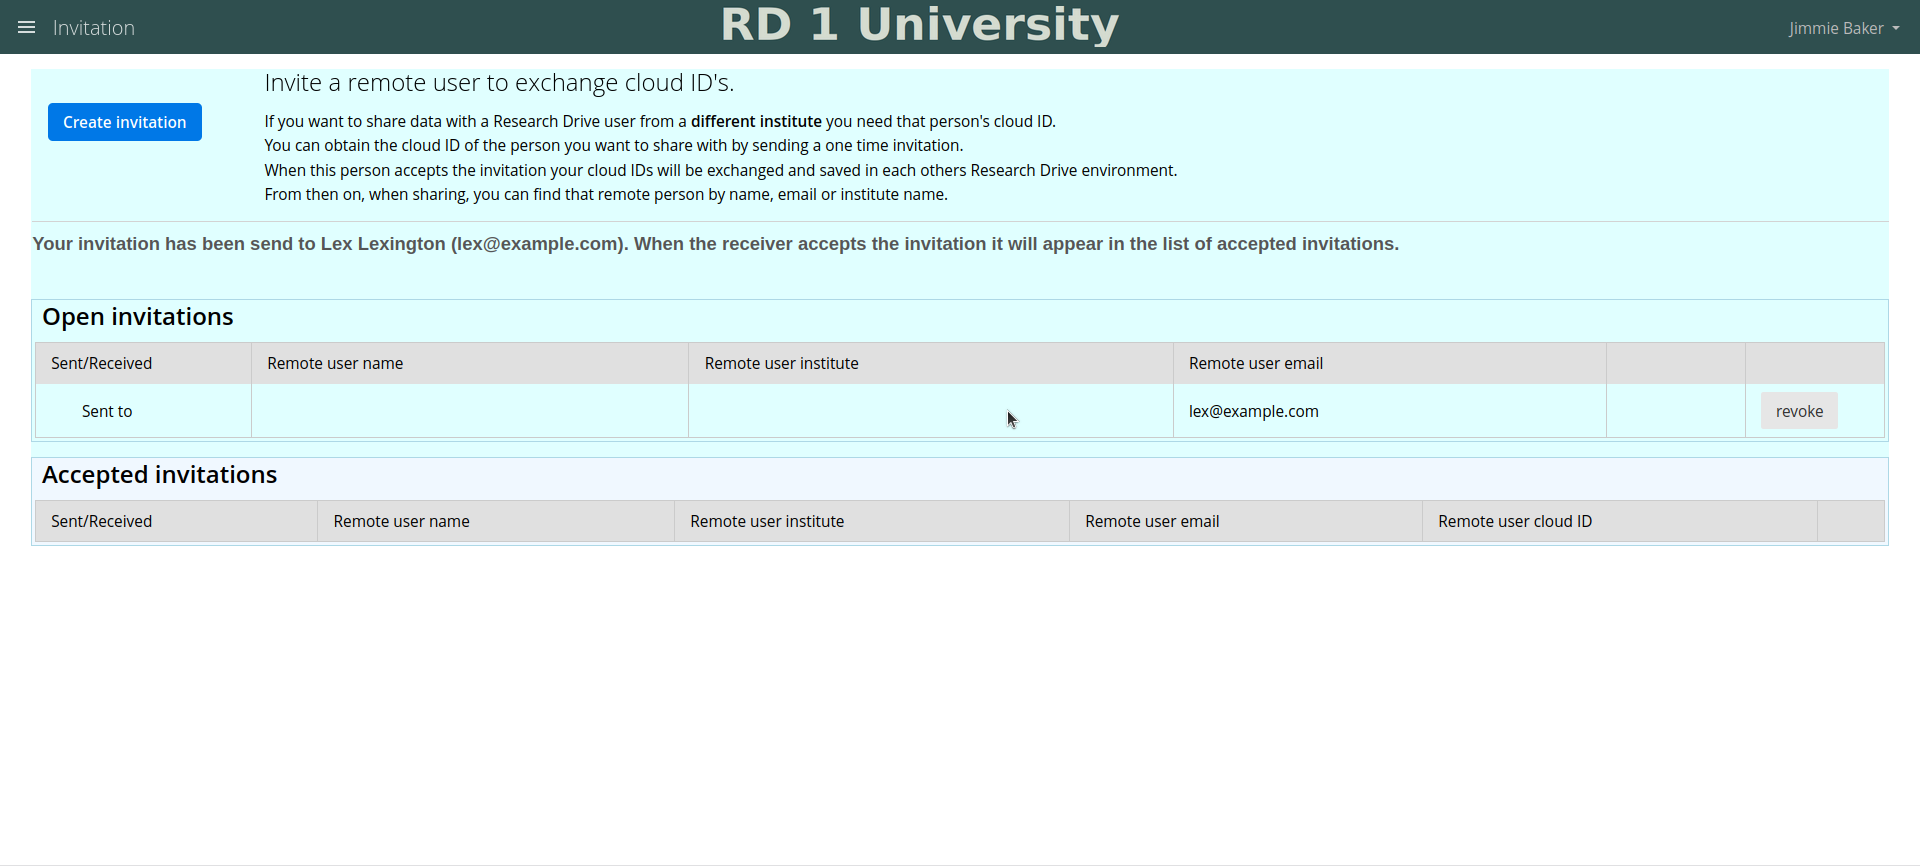 Invitation
RD 1 University
Jimmie Baker
Create invitation
Invite a remote user to exchange cloud ID's.
If you want to share data with a Research Drive user from a different institute you need that person's cloud ID.
You can obtain the cloud ID of the person you want to share with by sending a one time invitation.
When this person accepts the invitation your cloud IDs will be exchanged and saved in each others Research Drive environment.
From then on, when sharing, you can find that remote person by name, email or institute name.
Your invitation has been send to Lex Lexington (lex@example.com). When the receiver accepts the invitation it will appear in the list of accepted invitations.
Open invitations
Sent/Received Remote user name Remote user institute Remote user email
Sent to lex@example.com revoke
Accepted invitations
Sent/Received Remote user name Remote user institute Remote user email Remote user cloud ID